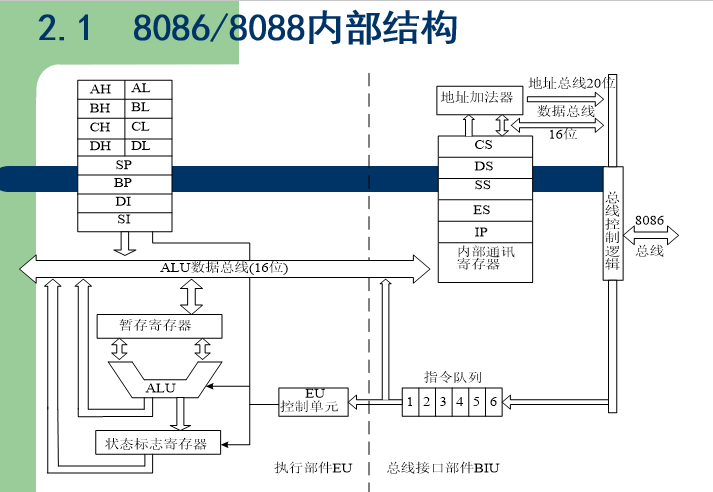 2.1 8086/8088内部结构
AH AL
BH BL
CH CL
DH DL
SP
BP
DI
SI
地址加法器
地址总线20位
数据总线
16位
CS
DS
SS
ES
IP
内部通讯
寄存器
总线控制逻辑
8086
总线
ALU数据总线(16位)
暂存寄存器
ALU
状态标志寄存器
EU
控制单元
指令队列
1 2 3 4 5 6
执行部件EU
总线接口部件BIU